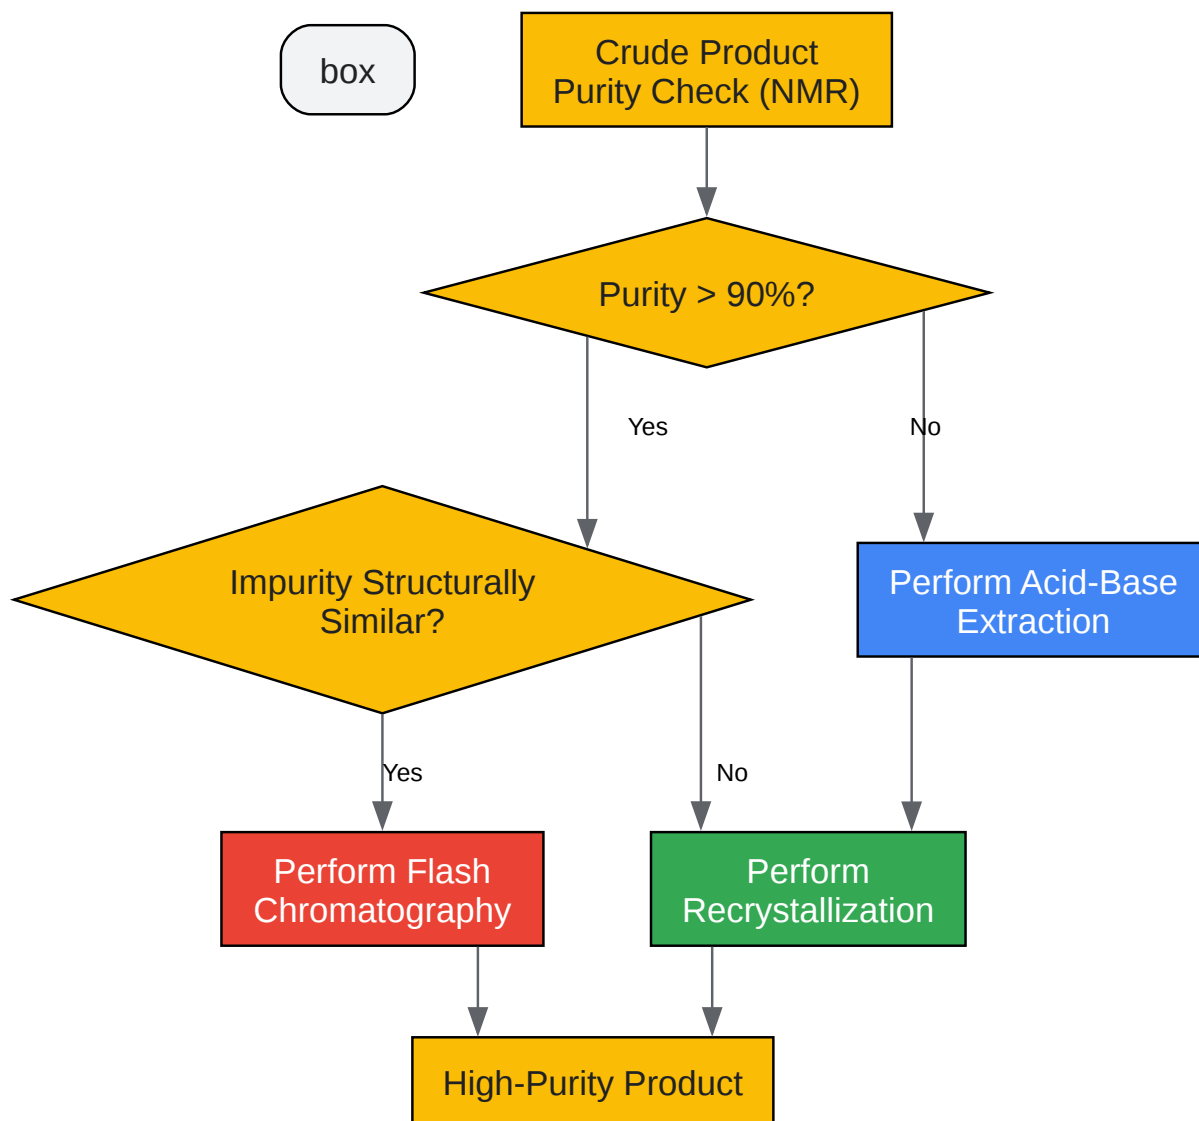 box
Crude Product
Purity Check (NMR)
Purity > 90%?
Yes
No
Impurity Structurally
Similar?
Perform Acid-Base
Extraction
Yes
No
Perform Flash
Chromatography
Perform
Recrystallization
High-Purity Product